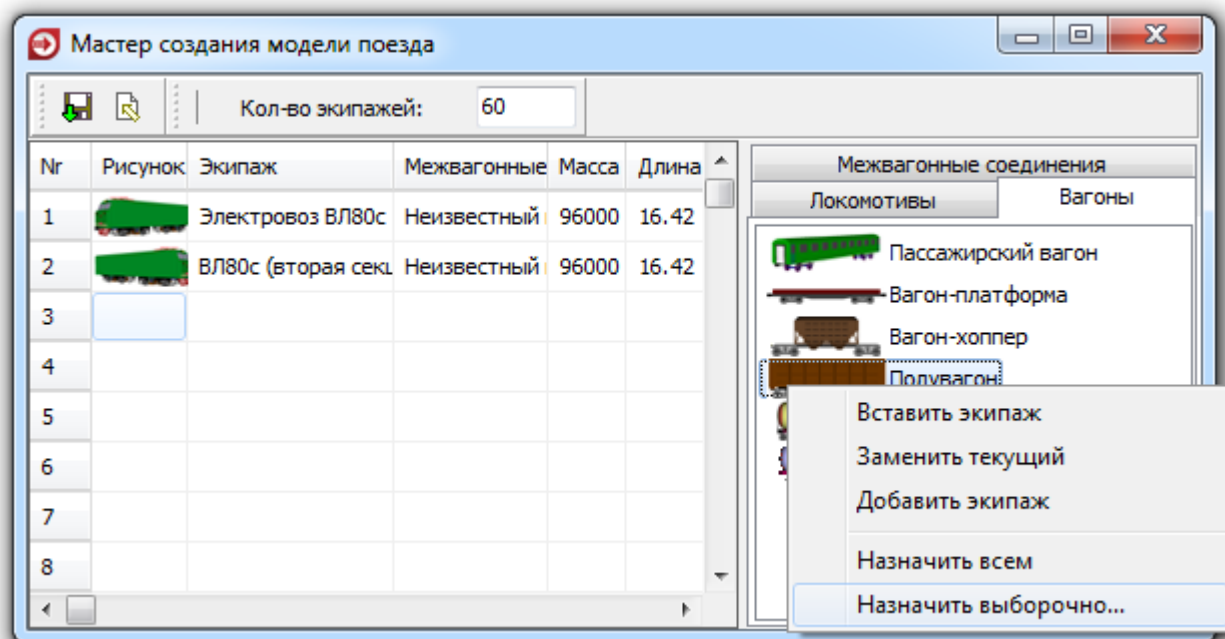 Мастер создания модели поезда
Кол-во экипажей: 60
Nr Рисунок Экипаж Межвагонные Масса Длина
1 Электровоз ВЛ80с Неизвестный 96000 16.42
2 ВЛ80с (вторая секц Неизвестный 96000 16.42
3
4
5
6
7
8
Межвагонные соединения
Локомотивы Вагоны
Пассажирский вагон
Вагон-платформа
Вагон-хоппер
Полувагон
Вставить экипаж
Заменить текущий
Добавить экипаж
Назначить всем
Назначить выборочно...